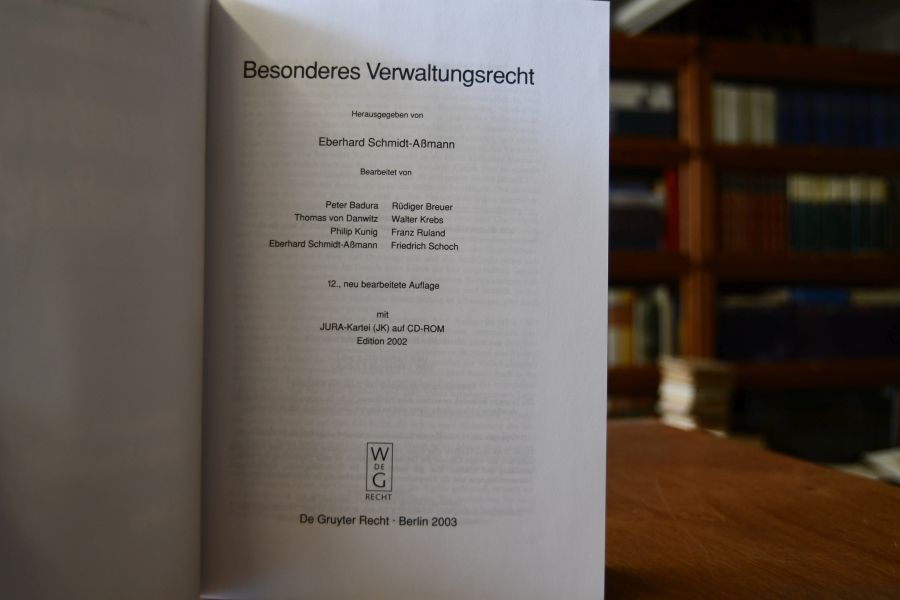 Besonderes Verwaltungsrecht
Herausgegeben von
Eberhard Schmidt-Aßmann
Bearbeitet von
Peter Badura Rüdiger Breuer
Thomas von Danwitz Walter Krebs
Philip Kunig Franz Ruland
Eberhard Schmidt-Aßmann Friedrich Schoch
12., neu bearbeitete Auflage
mit
JURA-Kartei (JK) auf CD-ROM
Edition 2002
W
DE
G
RECHT
De Gruyter Recht · Berlin 2003